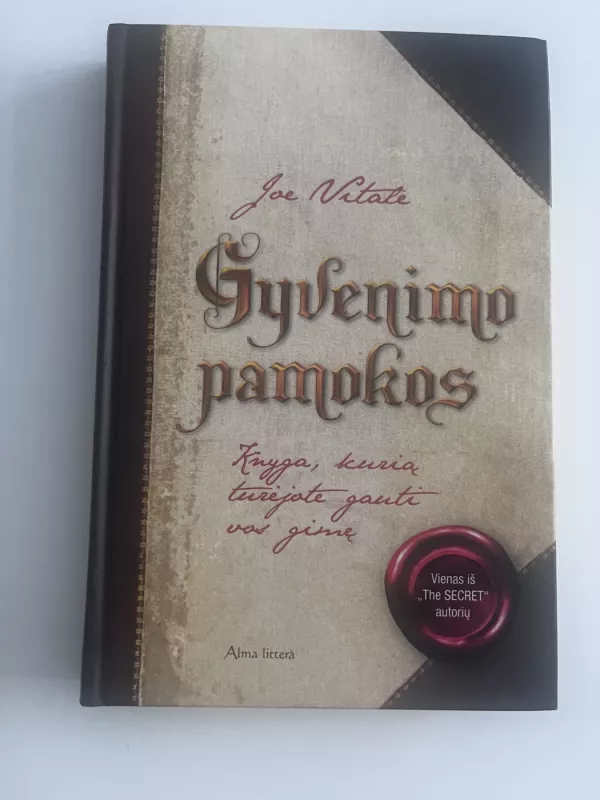 Joe Vitale
Gyvenimo
pamokos
Knyga, kurią
turėjote gauti
vos gimę
Vienas iš
„The SECRET“
autorių
Alma littera